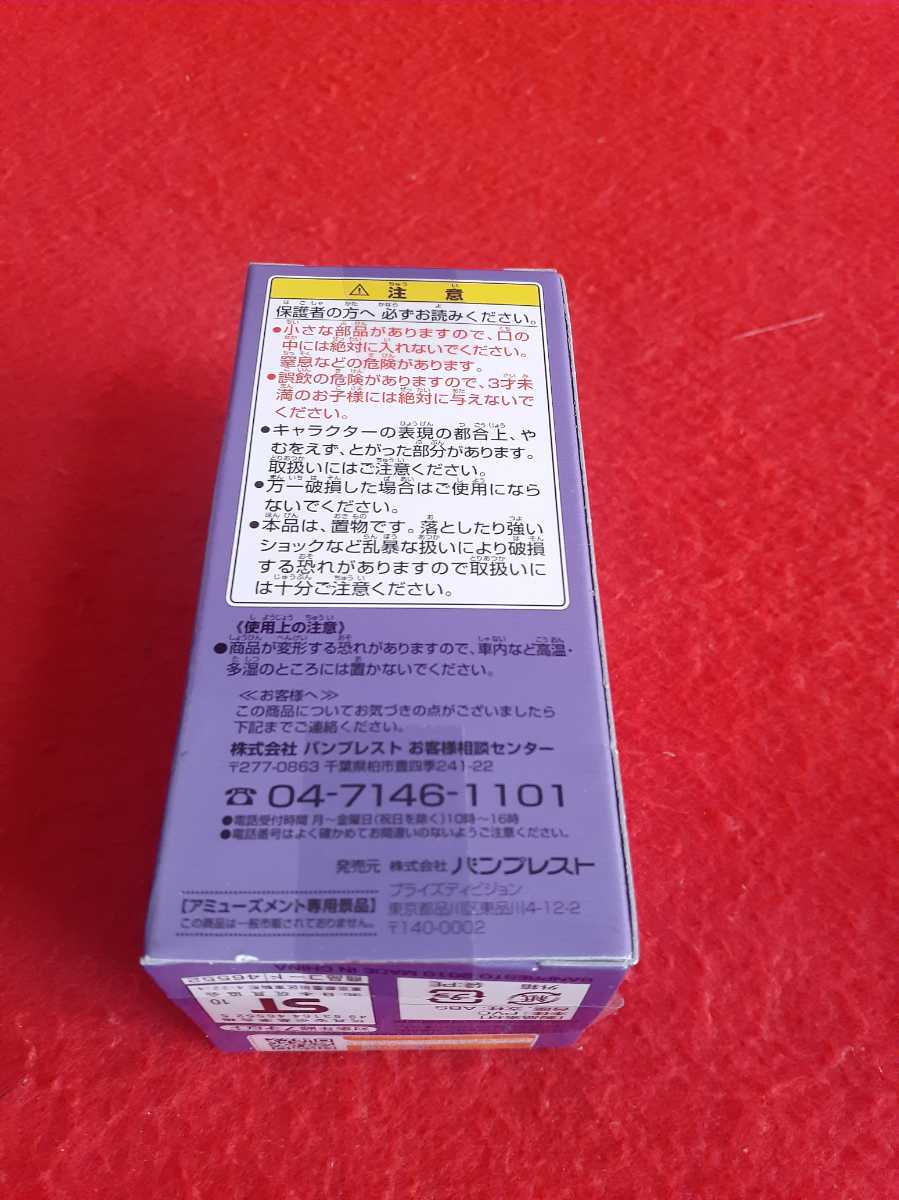 ⚠ 注意
保護者の方へ 必ずお読みください。
●小さな部品がありますので、口の
中には絶対に入れないでください。
窒息などの危険があります。
●誤飲の危険がありますので、3才未
満のお子様には絶対に与えないで
ください。
●キャラクターの表現の都合上、や
むをえず、とがった部分があります。
取扱いにはご注意ください。
●万一破損した場合はご使用になら
ないでください。
●本品は、置物です。落としたり強い
ショックなど乱暴な扱いにより破損
する恐れがありますので取扱いに
は十分ご注意ください。
《使用上の注意》
●商品が変形する恐れがありますので、車内など高温・
多湿のところには置かないでください。
≪お客様へ≫
この商品についてお気づきの点がございましたら
下記までご連絡ください。
株式会社 バンプレスト お客様相談センター
〒277-0863 千葉県柏市豊四季241-22
☎ 04-7146-1101
●電話受付時間 月〜金曜日(祝日を除く)10時〜16時
●電話番号はよく確かめてお間違いのないようご注意ください。
発売元 株式会社 バンプレスト
プライズディビジョン
東京都品川区東品川4-12-2
〒140-0002
【アミューズメント専用景品】
この商品は一般市販されておりません。
BANPRESTO 2010 MADE IN CHINA
商品コード 46552
ST
10
外箱
紙
袋:PE
プラ